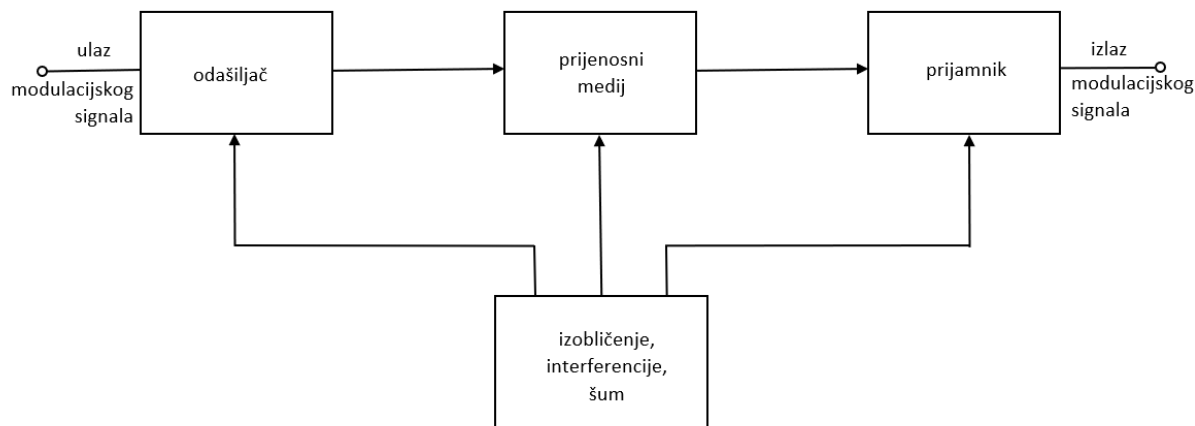 ulaz
modulacijskog
signala
odašiljač
prijenosni
medij
prijamnik
izlaz
modulacijskog
signala
izobličenje,
interferencije,
šum